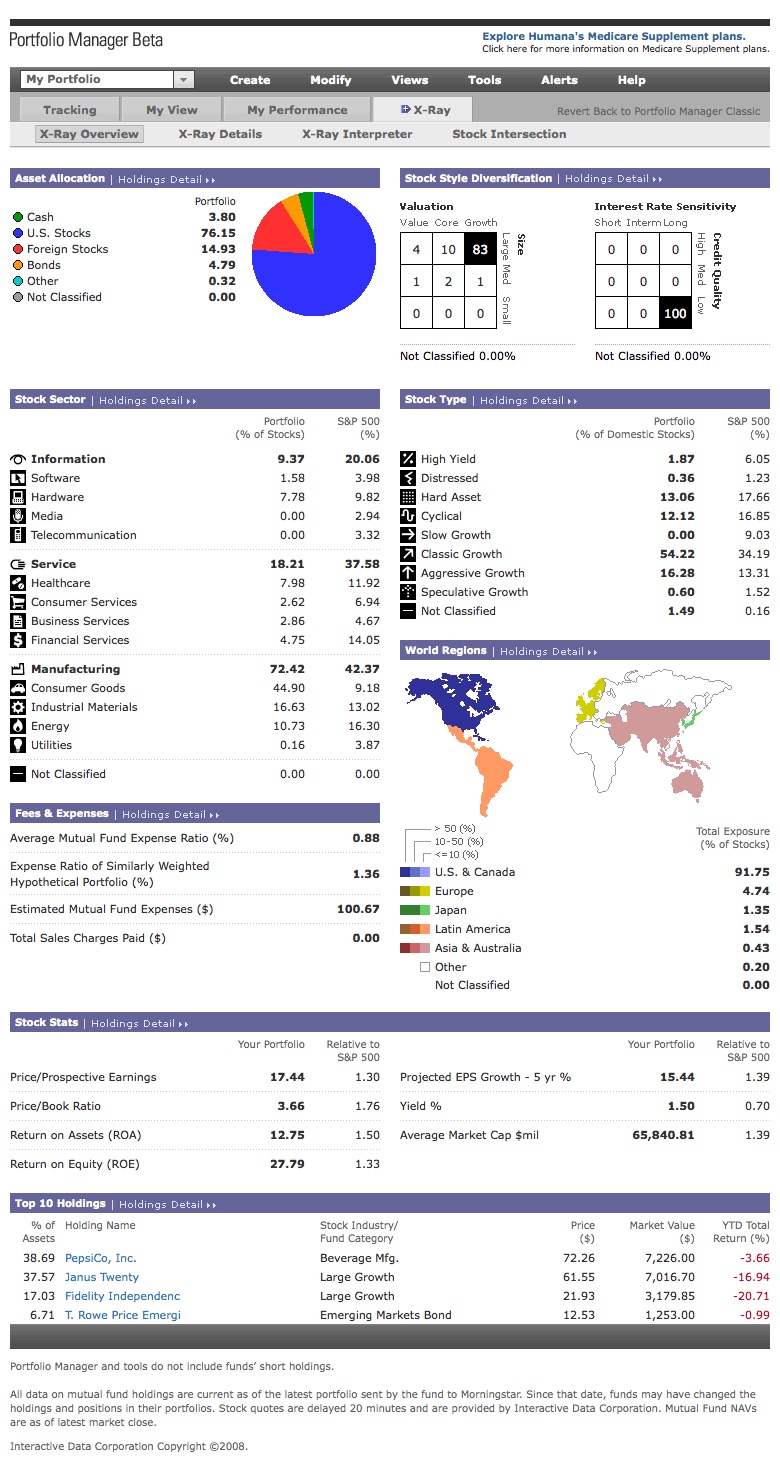 Portfolio Manager Beta
Explore Humana's Medicare Supplement plans.
Click here for more information on Medicare Supplement plans.
My Portfolio Create Modify Views Tools Alerts Help
Tracking My View My Performance X-Ray Revert Back to Portfolio Manager Classic
X-Ray Overview X-Ray Details X-Ray Interpreter Stock Intersection
Asset Allocation | Holdings Detail
Portfolio
Cash 3.80
U.S. Stocks 76.15
Foreign Stocks 14.93
Bonds 4.79
Other 0.32
Not Classified 0.00
Stock Style Diversification | Holdings Detail
Valuation
Value Core Growth
4 10 83 Large
1 2 1 Med
0 0 0 Small
Size
Not Classified 0.00%
Interest Rate Sensitivity
Short Interm Long
0 0 0 High
0 0 0 Med
0 0 100 Low
Credit Quality
Not Classified 0.00%
Stock Sector | Holdings Detail
Portfolio S&P 500
(% of Stocks) (%)
Information 9.37 20.06
Software 1.58 3.98
Hardware 7.78 9.82
Media 0.00 2.94
Telecommunication 0.00 3.32
Service 18.21 37.58
Healthcare 7.98 11.92
Consumer Services 2.62 6.94
Business Services 2.86 4.67
Financial Services 4.75 14.05
Manufacturing 72.42 42.37
Consumer Goods 44.90 9.18
Industrial Materials 16.63 13.02
Energy 10.73 16.30
Utilities 0.16 3.87
Not Classified 0.00 0.00
Fees & Expenses | Holdings Detail
Average Mutual Fund Expense Ratio (%) 0.88
Expense Ratio of Similarly Weighted
Hypothetical Portfolio (%) 1.36
Estimated Mutual Fund Expenses ($) 100.67
Total Sales Charges Paid ($) 0.00
Stock Type | Holdings Detail
Portfolio S&P 500
(% of Domestic Stocks) (%)
High Yield 1.87 6.05
Distressed 0.36 1.23
Hard Asset 13.06 17.66
Cyclical 12.12 16.85
Slow Growth 0.00 9.03
Classic Growth 54.22 34.19
Aggressive Growth 16.28 13.31
Speculative Growth 0.60 1.52
Not Classified 1.49 0.16
World Regions | Holdings Detail
> 50 (%)
10-50 (%)
<=10 (%)
Total Exposure
(% of Stocks)
U.S. & Canada 91.75
Europe 4.74
Japan 1.35
Latin America 1.54
Asia & Australia 0.43
Other 0.20
Not Classified 0.00
Stock Stats | Holdings Detail
Your Portfolio Relative to Your Portfolio Relative to
S&P 500 S&P 500
Price/Prospective Earnings 17.44 1.30 Projected EPS Growth - 5 yr % 15.44 1.39
Price/Book Ratio 3.66 1.76 Yield % 1.50 0.70
Return on Assets (ROA) 12.75 1.50 Average Market Cap $mil 65,840.81 1.39
Return on Equity (ROE) 27.79 1.33
Top 10 Holdings | Holdings Detail
% of Holding Name Stock Industry/ Price Market Value YTD Total
Assets Fund Category ($) ($) Return (%)
38.69 PepsiCo, Inc. Beverage Mfg. 72.26 7,226.00 -3.66
37.57 Janus Twenty Large Growth 61.55 7,016.70 -16.94
17.03 Fidelity Independenc Large Growth 21.93 3,179.85 -20.71
6.71 T. Rowe Price Emergi Emerging Markets Bond 12.53 1,253.00 -0.99
Portfolio Manager and tools do not include funds' short holdings.
All data on mutual fund holdings are current as of the latest portfolio sent by the fund to Morningstar. Since that date, funds may have changed the
holdings and positions in their portfolios. Stock quotes are delayed 20 minutes and are provided by Interactive Data Corporation. Mutual Fund NAVs
are as of latest market close.
Interactive Data Corporation Copyright ©2008.